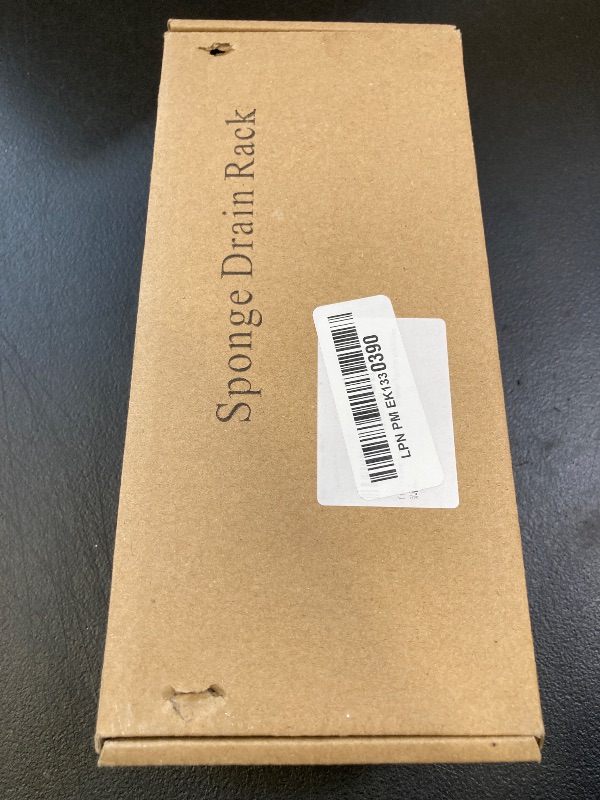 Sponge Drain Rack
LPN PM EK1330390